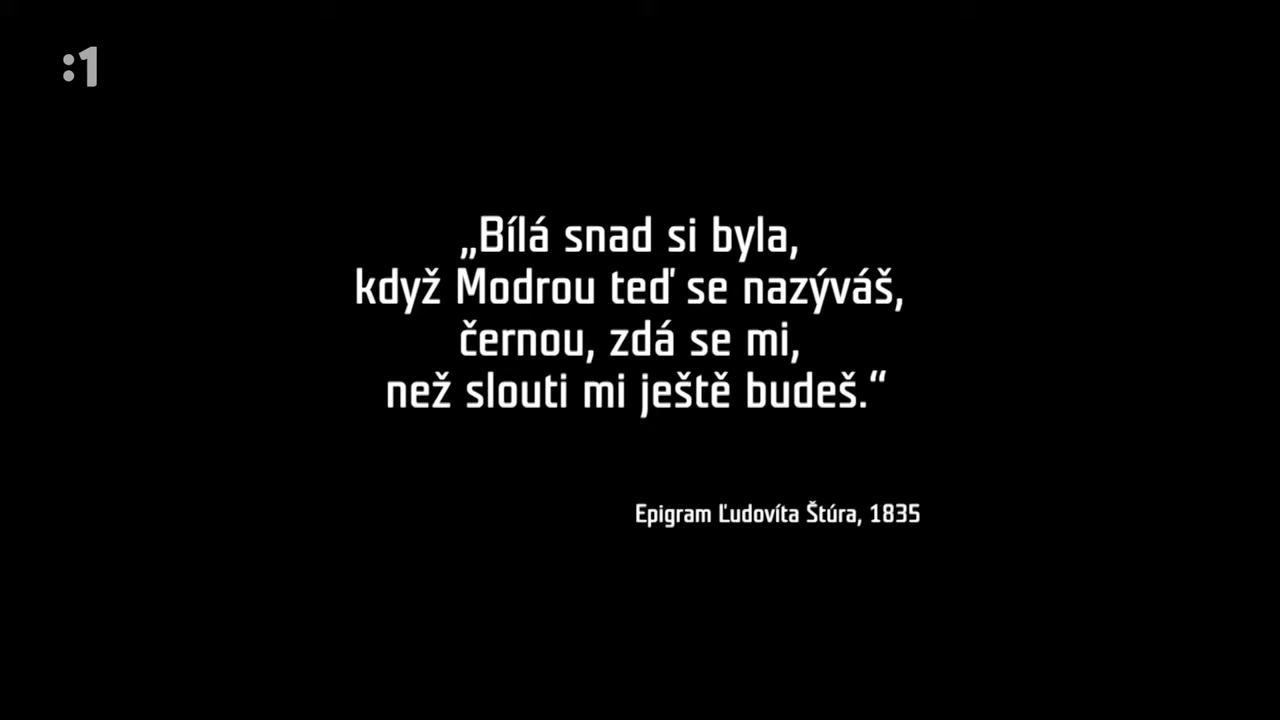 :1
„Bílá snad si byla,
když Modrou teď se nazýváš,
černou, zdá se mi,
než slouti mi ještě budeš.“
Epigram Ľudovíta Štúra, 1835